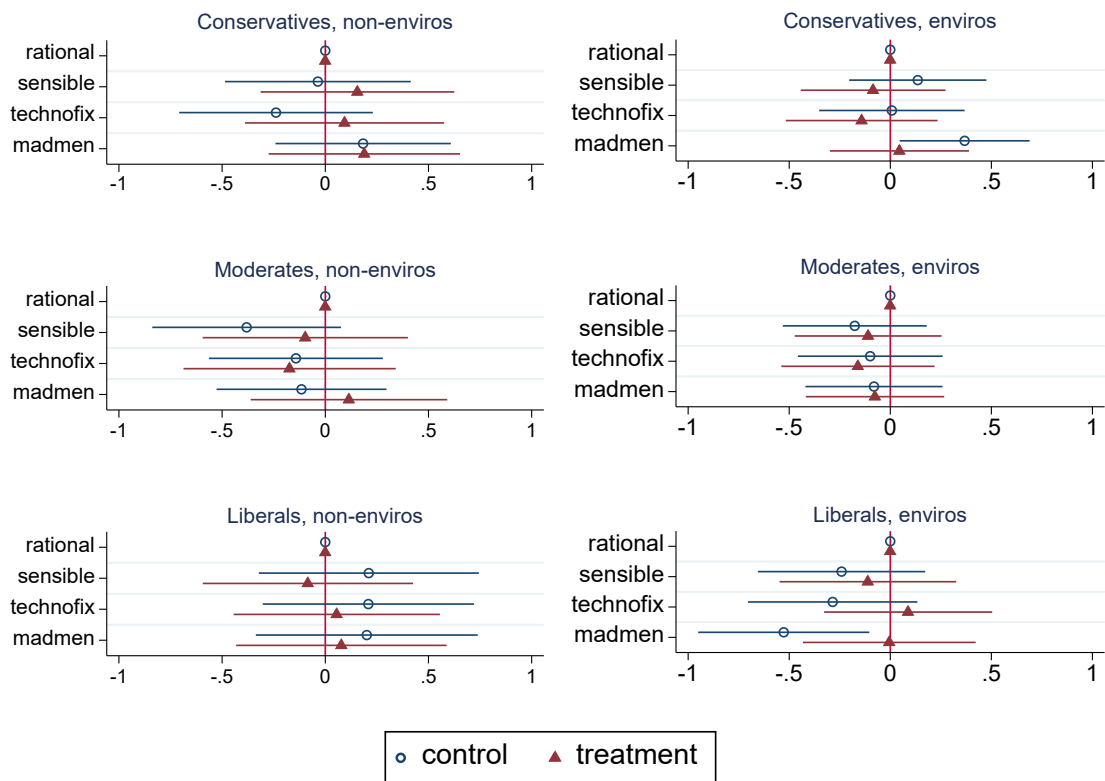 Conservatives, non-enviros
rational
sensible
technofix
madmen
-1 -.5 0 .5 1
Conservatives, enviros
rational
sensible
technofix
madmen
-1 -.5 0 .5 1
Moderates, non-enviros
rational
sensible
technofix
madmen
-1 -.5 0 .5 1
Moderates, enviros
rational
sensible
technofix
madmen
-1 -.5 0 .5 1
Liberals, non-enviros
rational
sensible
technofix
madmen
-1 -.5 0 .5 1
Liberals, enviros
rational
sensible
technofix
madmen
-1 -.5 0 .5 1
control treatment